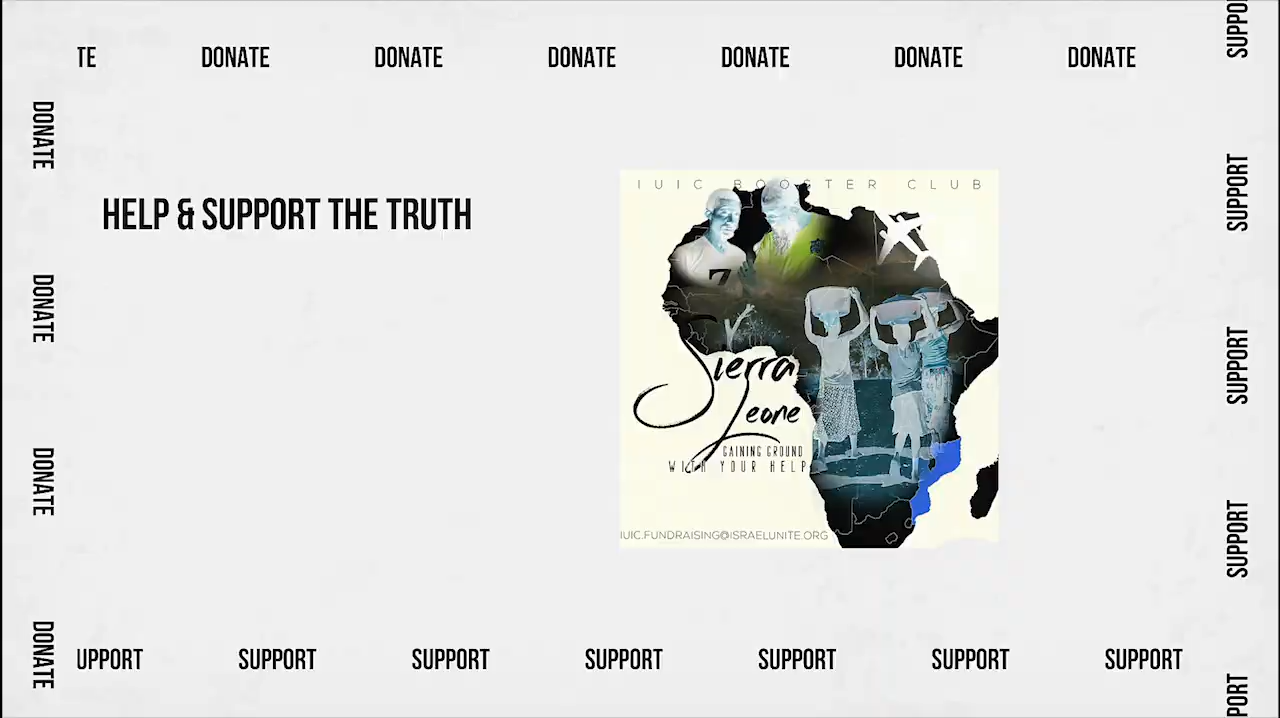 TE DONATE DONATE DONATE DONATE DONATE DONATE
DONATE
DONATE
DONATE
DONATE
HELP & SUPPORT THE TRUTH
IUIC BOOSTER CLUB
7
Sierra
Leone
GAINING GROUND
WITH YOUR HELP
IUIC.FUNDRAISING@ISRAELUNITE.ORG
SUPPO
SUPPORT
SUPPORT
SUPPORT
PORT
UPPORT SUPPORT SUPPORT SUPPORT SUPPORT SUPPORT SUPPORT